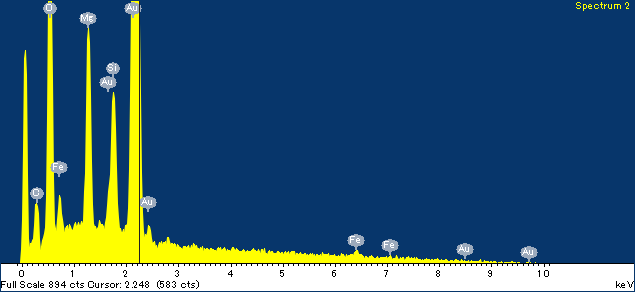 Spectrum 2
O Au
Mg
Si
Au
Fe
C
Au
Fe Fe Au Au
0 1 2 3 4 5 6 7 8 9 10
Full Scale 894 cts Cursor: 2.248 (583 cts) keV